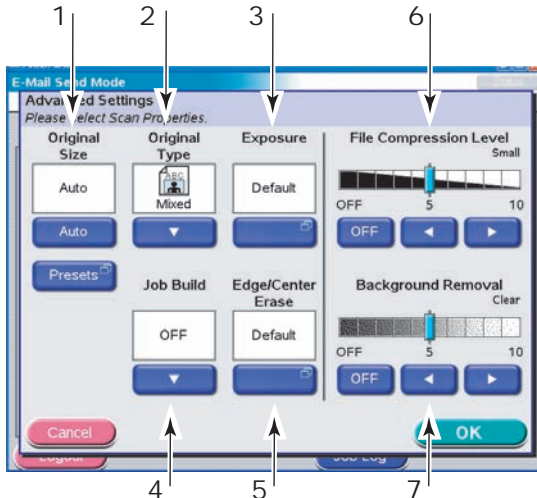 1 2 3 6
E-Mail Send Mode
Advanced Settings
Please Select Scan Properties.
Original Size
Auto
Auto
Presets
Original Type
ABC
Mixed
Exposure
Default
File Compression Level
Small
OFF 5 10
OFF
Job Build
OFF
Edge/Center Erase
Default
Background Removal
Clear
OFF 5 10
OFF
Cancel
OK
Logout
Job Log
4 5 7